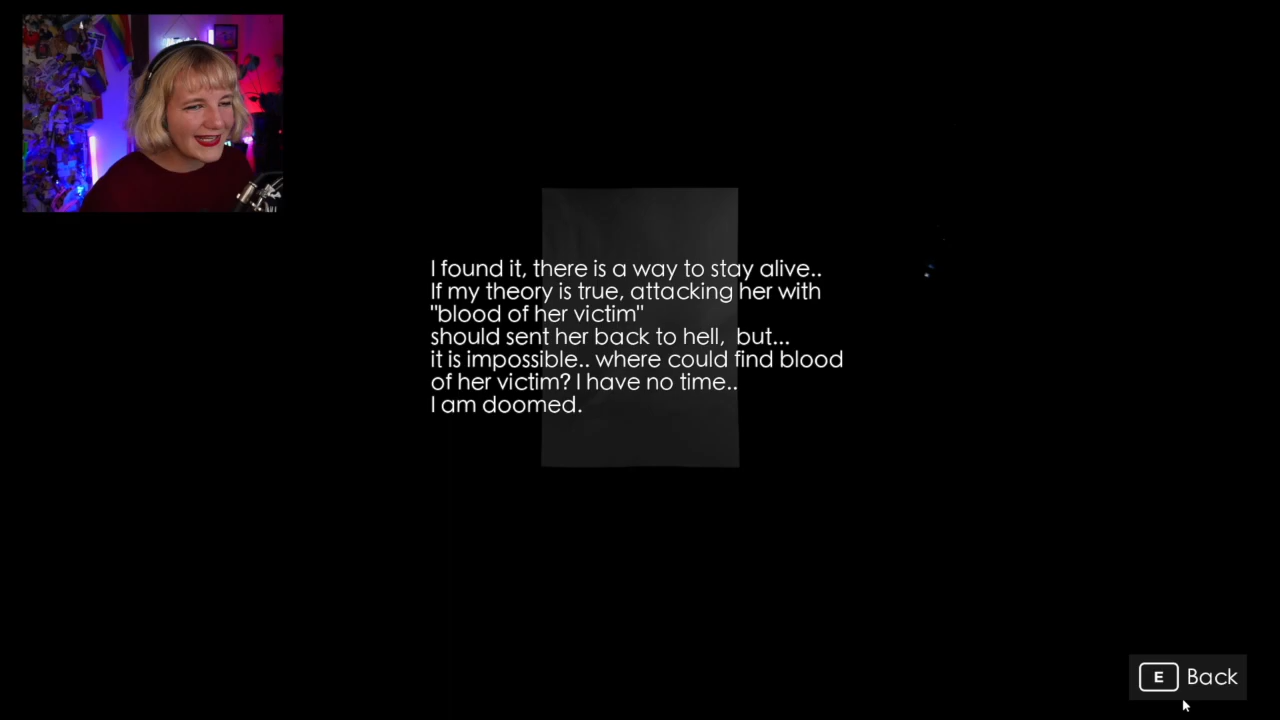 I found it, there is a way to stay alive..
If my theory is true, attacking her with
"blood of her victim"
should sent her back to hell,  but...
it is impossible.. where could find blood
of her victim? I have no time..
I am doomed.
E Back